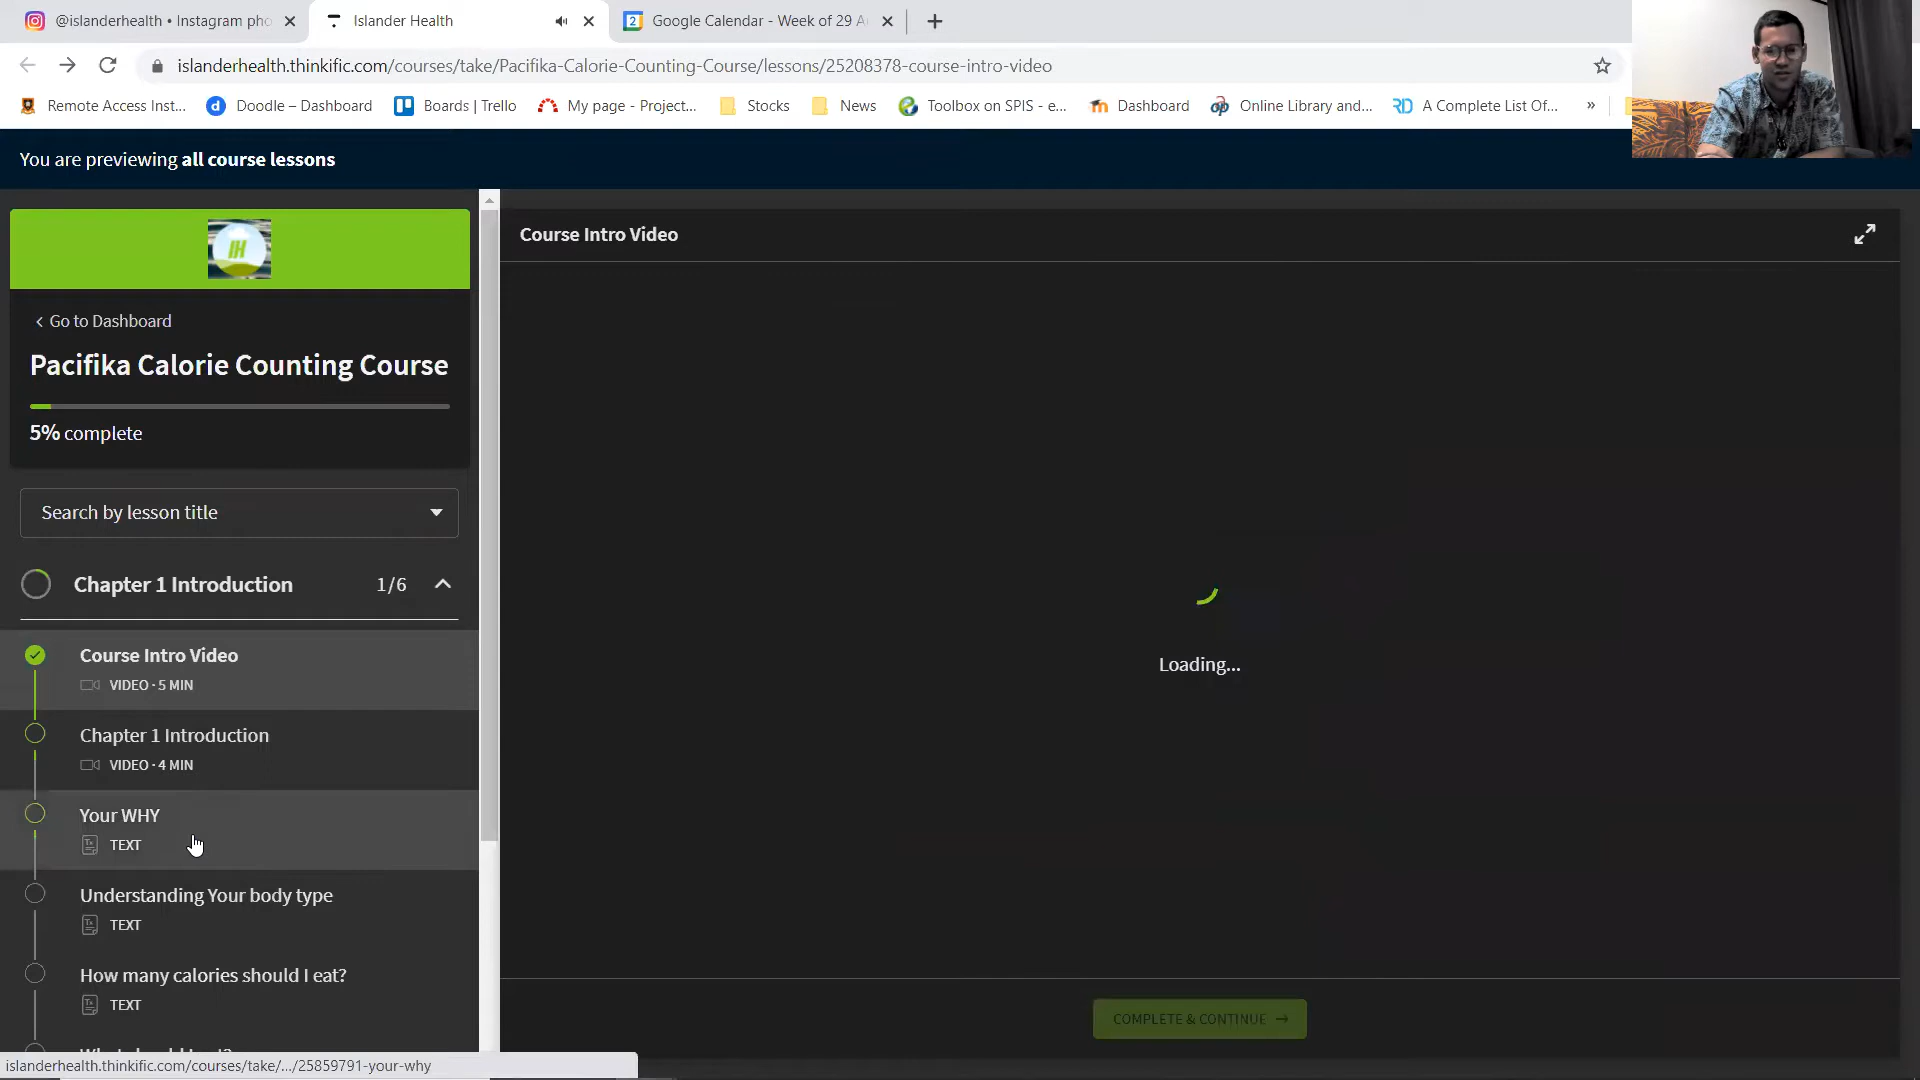 @islanderhealth • Instagram pho
Islander Health
Google Calendar - Week of 29 A
islanderhealth.thinkific.com/courses/take/Pacifika-Calorie-Counting-Course/lessons/25208378-course-intro-video
Remote Access Inst...
Doodle – Dashboard
Boards | Trello
My page - Project...
Stocks
News
Toolbox on SPIS - e...
Dashboard
Online Library and...
A Complete List Of...
»
You are previewing all course lessons
IH
Course Intro Video
Go to Dashboard
Pacifika Calorie Counting Course
5% complete
Search by lesson title
Chapter 1 Introduction 1/6
Course Intro Video
VIDEO · 5 MIN
Chapter 1 Introduction
VIDEO · 4 MIN
Your WHY
TEXT
Understanding Your body type
TEXT
How many calories should I eat?
TEXT
Loading...
COMPLETE & CONTINUE →
islanderhealth.thinkific.com/courses/take/.../25859791-your-why